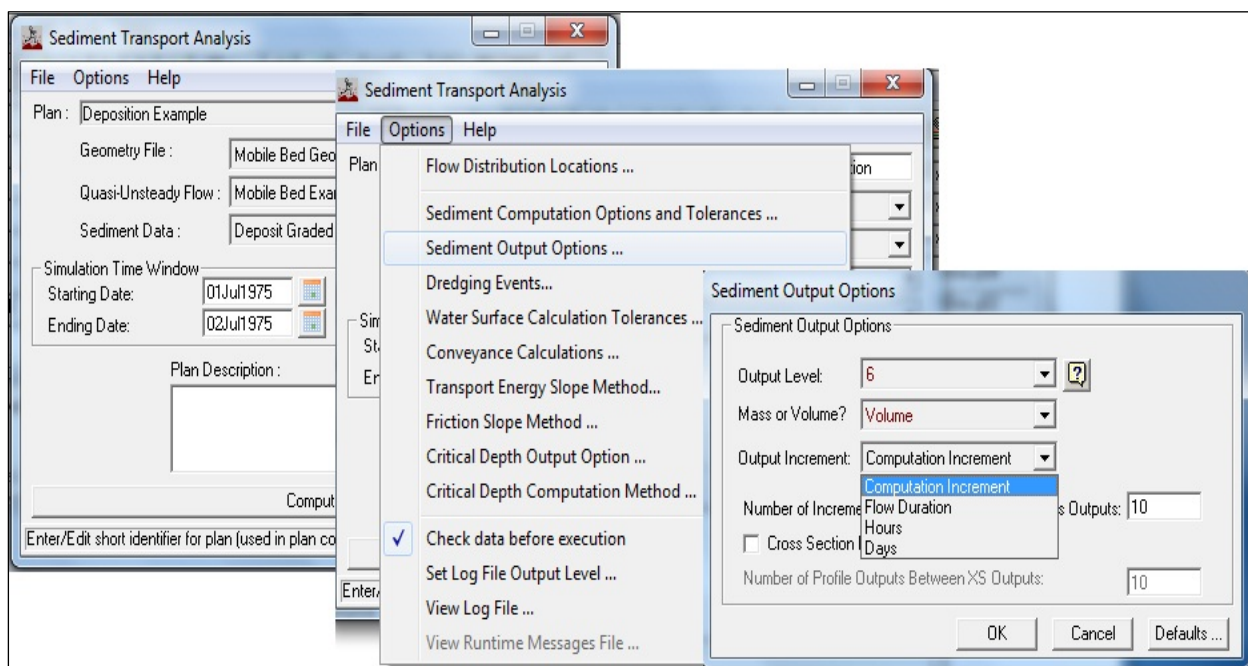 Sediment Transport Analysis
File Options Help
Plan : Deposition Example
Geometry File : Mobile Bed Geo
Quasi-Unsteady Flow : Mobile Bed Exa
Sediment Data : Deposit Graded
Simulation Time Window
Starting Date: 01Jul1975
Ending Date: 02Jul1975
Plan Description :
Comput
Enter/Edit short identifier for plan (used in plan co
Sediment Transport Analysis
File Options Help
Plan
Flow Distribution Locations ...
Sediment Computation Options and Tolerances ...
Sediment Output Options ...
Dredging Events...
Water Surface Calculation Tolerances ...
Conveyance Calculations ...
Transport Energy Slope Method...
Friction Slope Method ...
Critical Depth Output Option ...
Critical Depth Computation Method ...
Check data before execution
Set Log File Output Level ...
View Log File ...
View Runtime Messages File ...
Sediment Output Options
Sediment Output Options
Output Level: 6
Mass or Volume? Volume
Output Increment: Computation Increment
Computation Increment
Flow Duration
Hours
Days
Number of Increme s Outputs: 10
Cross Section
Number of Profile Outputs Between XS Outputs: 10
OK Cancel Defaults ...